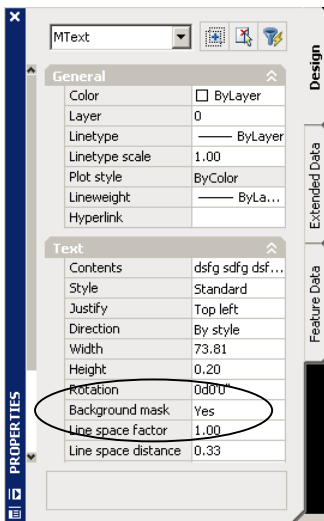 MText
General
Color ByLayer
Layer 0
Linetype ByLayer
Linetype scale 1.00
Plot style ByColor
Lineweight ByLa...
Hyperlink
Text
Contents dsfg sdfg dsf...
Style Standard
Justify Top left
Direction By style
Width 73.81
Height 0.20
Rotation 0d0'0"
Background mask Yes
Line space factor 1.00
Line space distance 0.33
PROPERTIES
Design
Extended Data
Feature Data